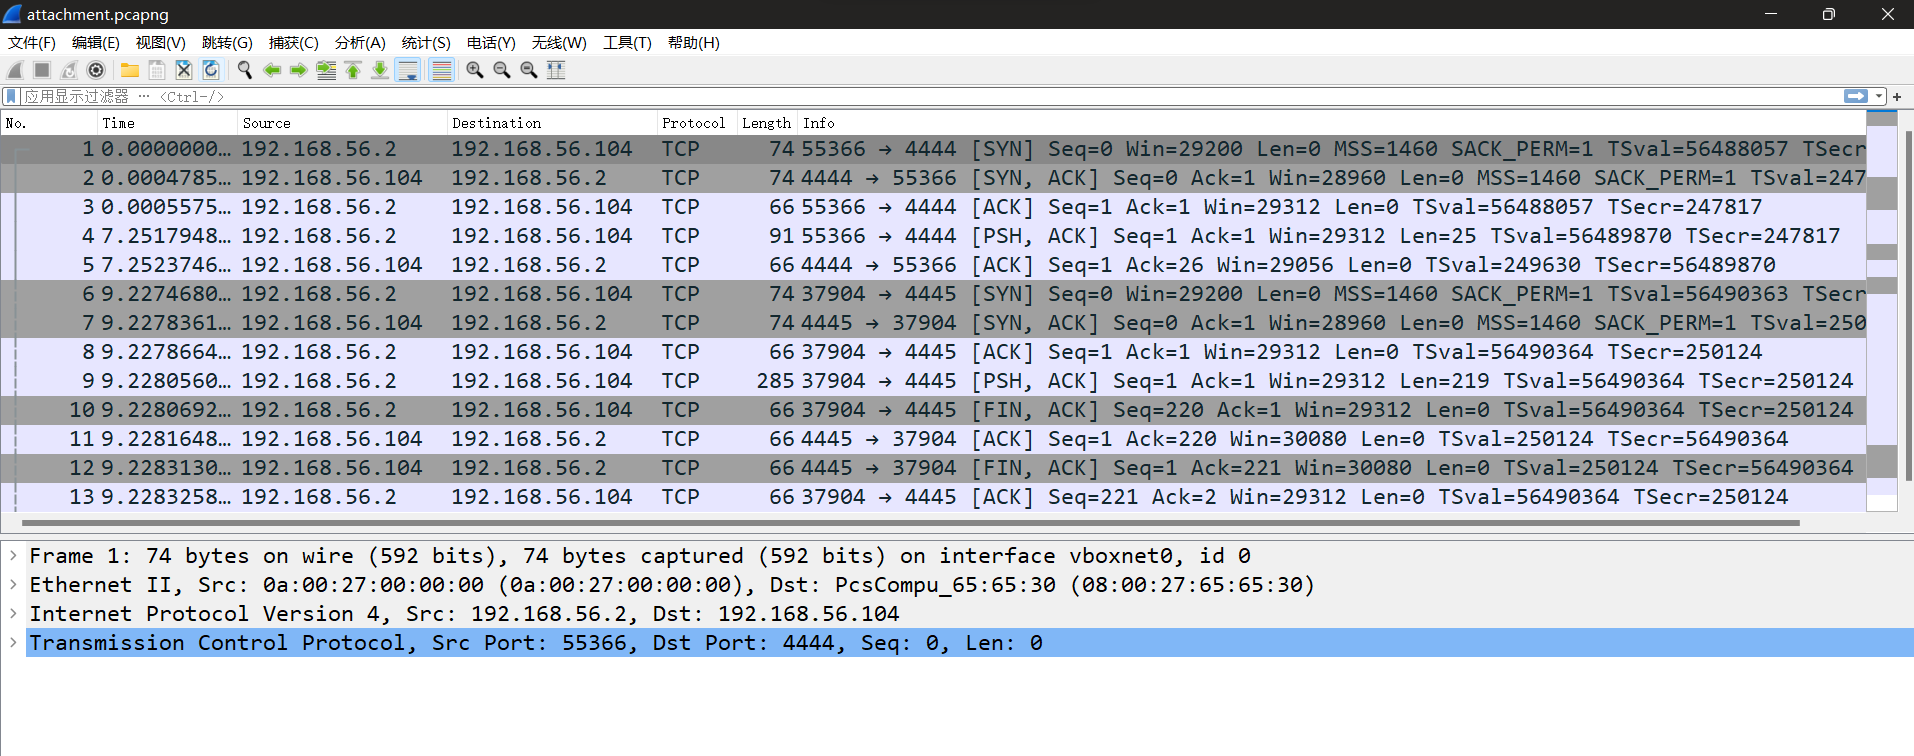 attachment.pcapng
文件(F) 编辑(E) 视图(V) 跳转(G) 捕获(C) 分析(A) 统计(S) 电话(Y) 无线(W) 工具(T) 帮助(H)
应用显示过滤器 … <Ctrl-/>
No. Time Source Destination Protocol Length Info
1 0.0000000… 192.168.56.2 192.168.56.104 TCP 74 55366 → 4444 [SYN] Seq=0 Win=29200 Len=0 MSS=1460 SACK_PERM=1 TSval=56488057 TSecr
2 0.0004785… 192.168.56.104 192.168.56.2 TCP 74 4444 → 55366 [SYN, ACK] Seq=0 Ack=1 Win=28960 Len=0 MSS=1460 SACK_PERM=1 TSval=247
3 0.0005575… 192.168.56.2 192.168.56.104 TCP 66 55366 → 4444 [ACK] Seq=1 Ack=1 Win=29312 Len=0 TSval=56488057 TSecr=247817
4 7.2517948… 192.168.56.2 192.168.56.104 TCP 91 55366 → 4444 [PSH, ACK] Seq=1 Ack=1 Win=29312 Len=25 TSval=56489870 TSecr=247817
5 7.2523746… 192.168.56.104 192.168.56.2 TCP 66 4444 → 55366 [ACK] Seq=1 Ack=26 Win=29056 Len=0 TSval=249630 TSecr=56489870
6 9.2274680… 192.168.56.2 192.168.56.104 TCP 74 37904 → 4445 [SYN] Seq=0 Win=29200 Len=0 MSS=1460 SACK_PERM=1 TSval=56490363 TSecr
7 9.2278361… 192.168.56.104 192.168.56.2 TCP 74 4445 → 37904 [SYN, ACK] Seq=0 Ack=1 Win=28960 Len=0 MSS=1460 SACK_PERM=1 TSval=250
8 9.2278664… 192.168.56.2 192.168.56.104 TCP 66 37904 → 4445 [ACK] Seq=1 Ack=1 Win=29312 Len=0 TSval=56490364 TSecr=250124
9 9.2280560… 192.168.56.2 192.168.56.104 TCP 285 37904 → 4445 [PSH, ACK] Seq=1 Ack=1 Win=29312 Len=219 TSval=56490364 TSecr=250124
10 9.2280692… 192.168.56.2 192.168.56.104 TCP 66 37904 → 4445 [FIN, ACK] Seq=220 Ack=1 Win=29312 Len=0 TSval=56490364 TSecr=250124
11 9.2281648… 192.168.56.104 192.168.56.2 TCP 66 4445 → 37904 [ACK] Seq=1 Ack=220 Win=30080 Len=0 TSval=250124 TSecr=56490364
12 9.2283130… 192.168.56.104 192.168.56.2 TCP 66 4445 → 37904 [FIN, ACK] Seq=1 Ack=221 Win=30080 Len=0 TSval=250124 TSecr=56490364
13 9.2283258… 192.168.56.2 192.168.56.104 TCP 66 37904 → 4445 [ACK] Seq=221 Ack=2 Win=29312 Len=0 TSval=56490364 TSecr=250124
Frame 1: 74 bytes on wire (592 bits), 74 bytes captured (592 bits) on interface vboxnet0, id 0
Ethernet II, Src: 0a:00:27:00:00:00 (0a:00:27:00:00:00), Dst: PcsCompu_65:65:30 (08:00:27:65:65:30)
Internet Protocol Version 4, Src: 192.168.56.2, Dst: 192.168.56.104
Transmission Control Protocol, Src Port: 55366, Dst Port: 4444, Seq: 0, Len: 0